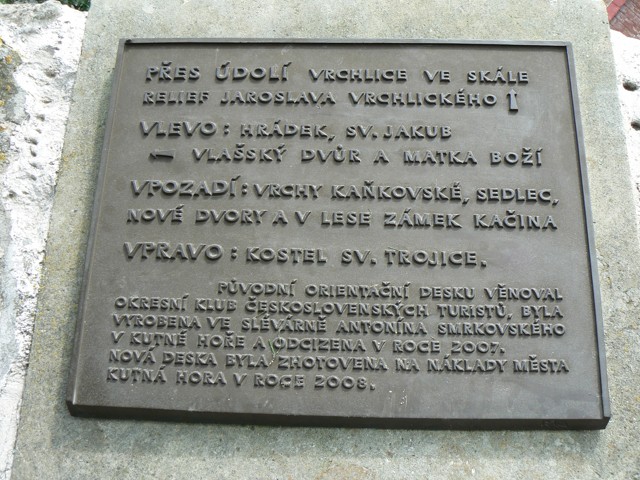 PŘES ÚDOLÍ VRCHLICE VE SKÁLE
RELIEF JAROSLAVA VRCHLICKÉHO ↑
VLEVO: HRÁDEK, SV. JAKUB
← VLAŠSKÝ DVŮR A MATKA BOŽÍ
VPOZADÍ: VRCHY KAŇKOVSKÉ, SEDLEC,
NOVÉ DVORY A V LESE ZÁMEK KAČINA
VPRAVO: KOSTEL SV. TROJICE.
PŮVODNÍ ORIENTAČNÍ DESKU VĚNOVAL
OKRESNÍ KLUB ČESKOSLOVENSKÝCH TURISTŮ, BYLA
VYROBENA VE SLÉVÁRNĚ ANTONÍNA SMRKOVSKÉHO
V KUTNÉ HOŘE A ODCIZENA V ROCE 2007.
NOVÁ DESKA BYLA ZHOTOVENA NA NÁKLADY MĚSTA
KUTNÁ HORA V ROCE 2008.